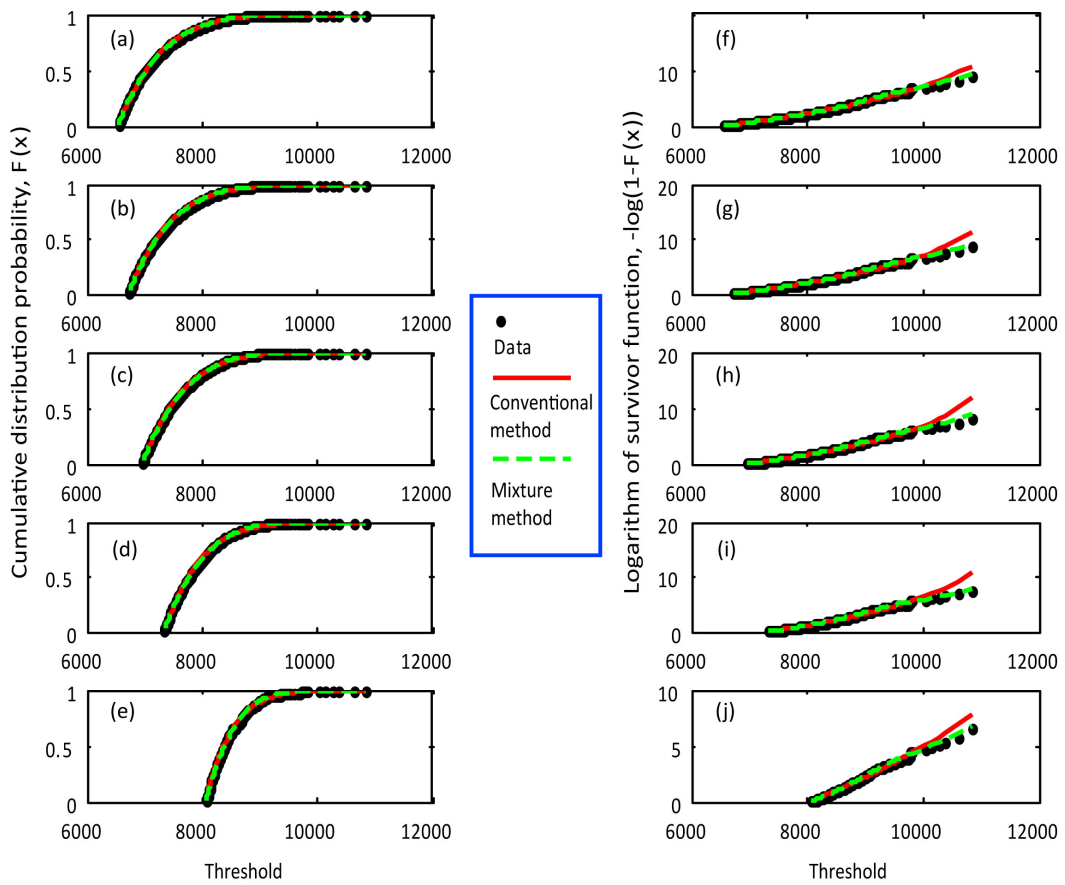 Cumulative distribution probability, F (x)
(a)
1
0.5
0
6000 8000 10000 12000
(b)
1
0.5
0
6000 8000 10000 12000
(c)
1
0.5
0
6000 8000 10000 12000
(d)
1
0.5
0
6000 8000 10000 12000
(e)
1
0.5
0
6000 8000 10000 12000
Threshold
Data
Conventional
method
Mixture
method
Logarithm of survivor function, -log(1-F (x))
(f)
10
0
6000 8000 10000 12000
(g)
20
10
0
6000 8000 10000 12000
(h)
20
10
0
6000 8000 10000 12000
(i)
20
10
0
6000 8000 10000 12000
(j)
10
5
0
6000 8000 10000 12000
Threshold